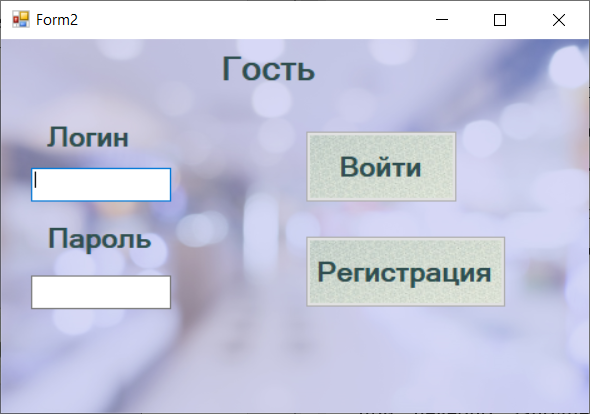 Form2
Гость
Логин
Войти
Пароль
Регистрация